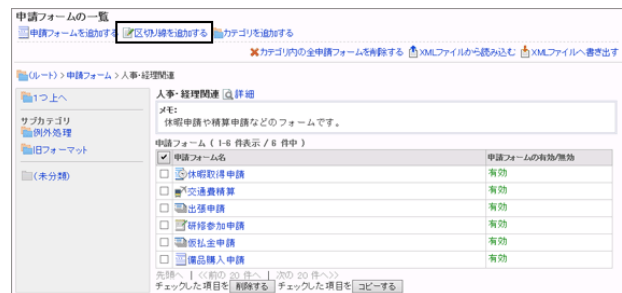 申請フォームの一覧
申請フォームを追加する 区切り線を追加する カテゴリを追加する
カテゴリ内の全申請フォームを削除する XMLファイルから読み込む XMLファイルへ書き出す
(ルート) > 申請フォーム > 人事・経理関連
1つ上へ
サブカテゴリ
例外処理
旧フォーマット
(未分類)
人事・経理関連 詳細
メモ:
休暇申請や精算申請などのフォームです。
申請フォーム ( 1-6 件表示 / 6 件中 )
申請フォーム名 申請フォームの有効/無効
休暇取得申請 有効
交通費精算 有効
出張申請 有効
研修参加申請 有効
仮払金申請 有効
備品購入申請 有効
先頭へ | <<前の 20 件へ | 次の 20 件へ>>
チェックした項目を 削除する チェックした項目を コピーする